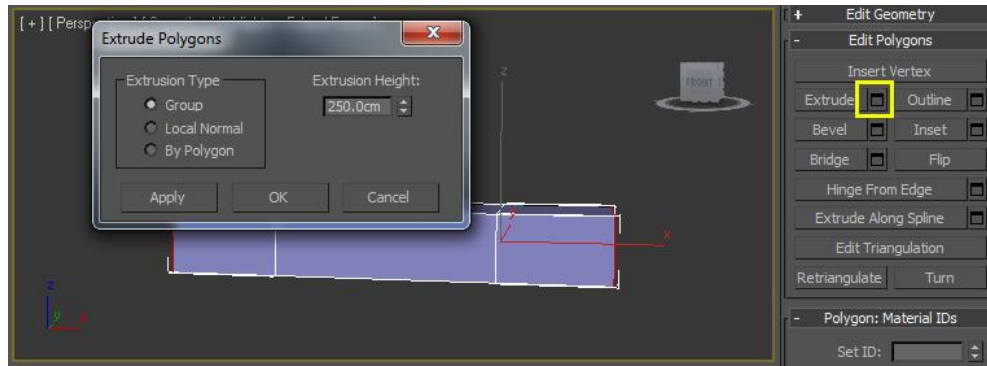 [ + ] [ Persp
Extrude Polygons
Extrusion Type
Group
Local Normal
By Polygon
Extrusion Height:
250.0cm
Apply
OK
Cancel
z
FRONT
x
y
z
y
x
+ Edit Geometry
- Edit Polygons
Insert Vertex
Extrude
Outline
Bevel
Inset
Bridge
Flip
Hinge From Edge
Extrude Along Spline
Edit Triangulation
Retriangulate
Turn
- Polygon: Material IDs
Set ID: